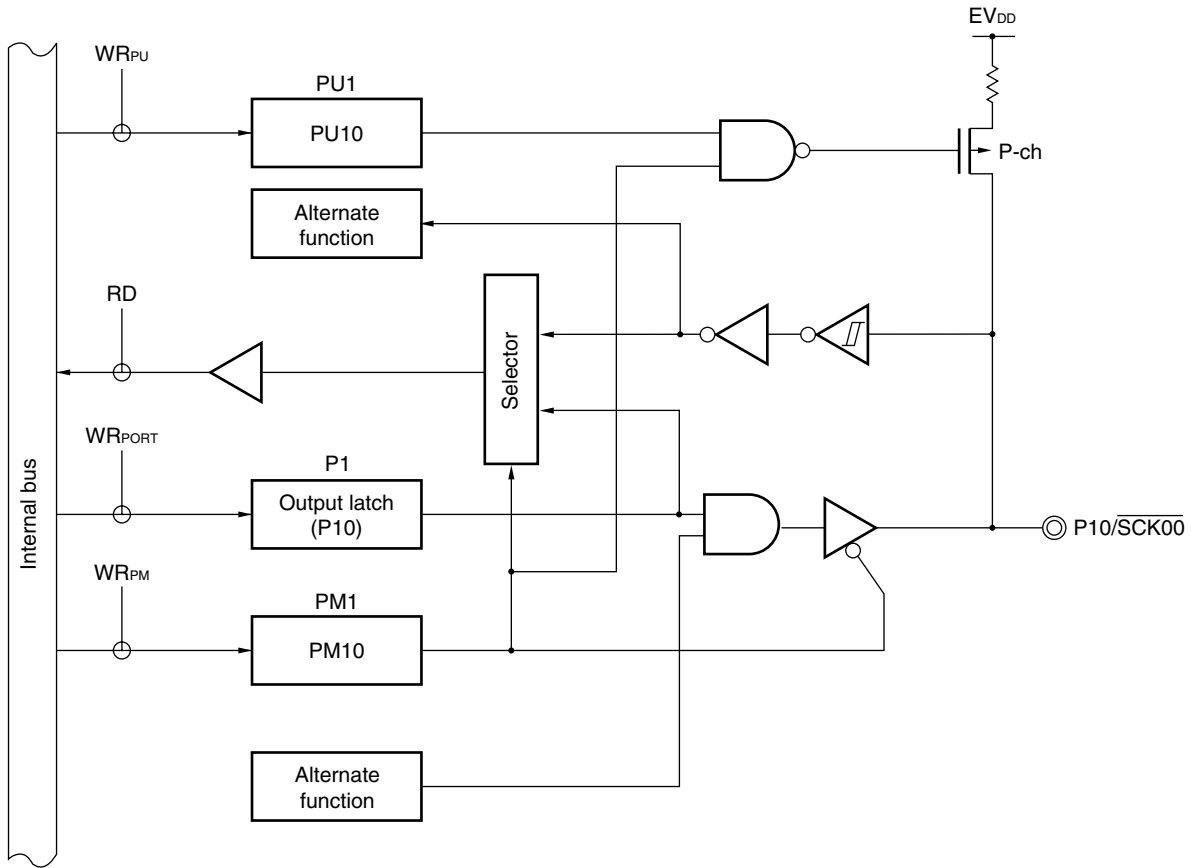 EVDD
WRPU
PU1
PU10
P-ch
Alternate
function
RD
Selector
WRPORT
P1
Output latch
(P10)
P10/SCK00
Internal bus
WRPM
PM1
PM10
Alternate
function